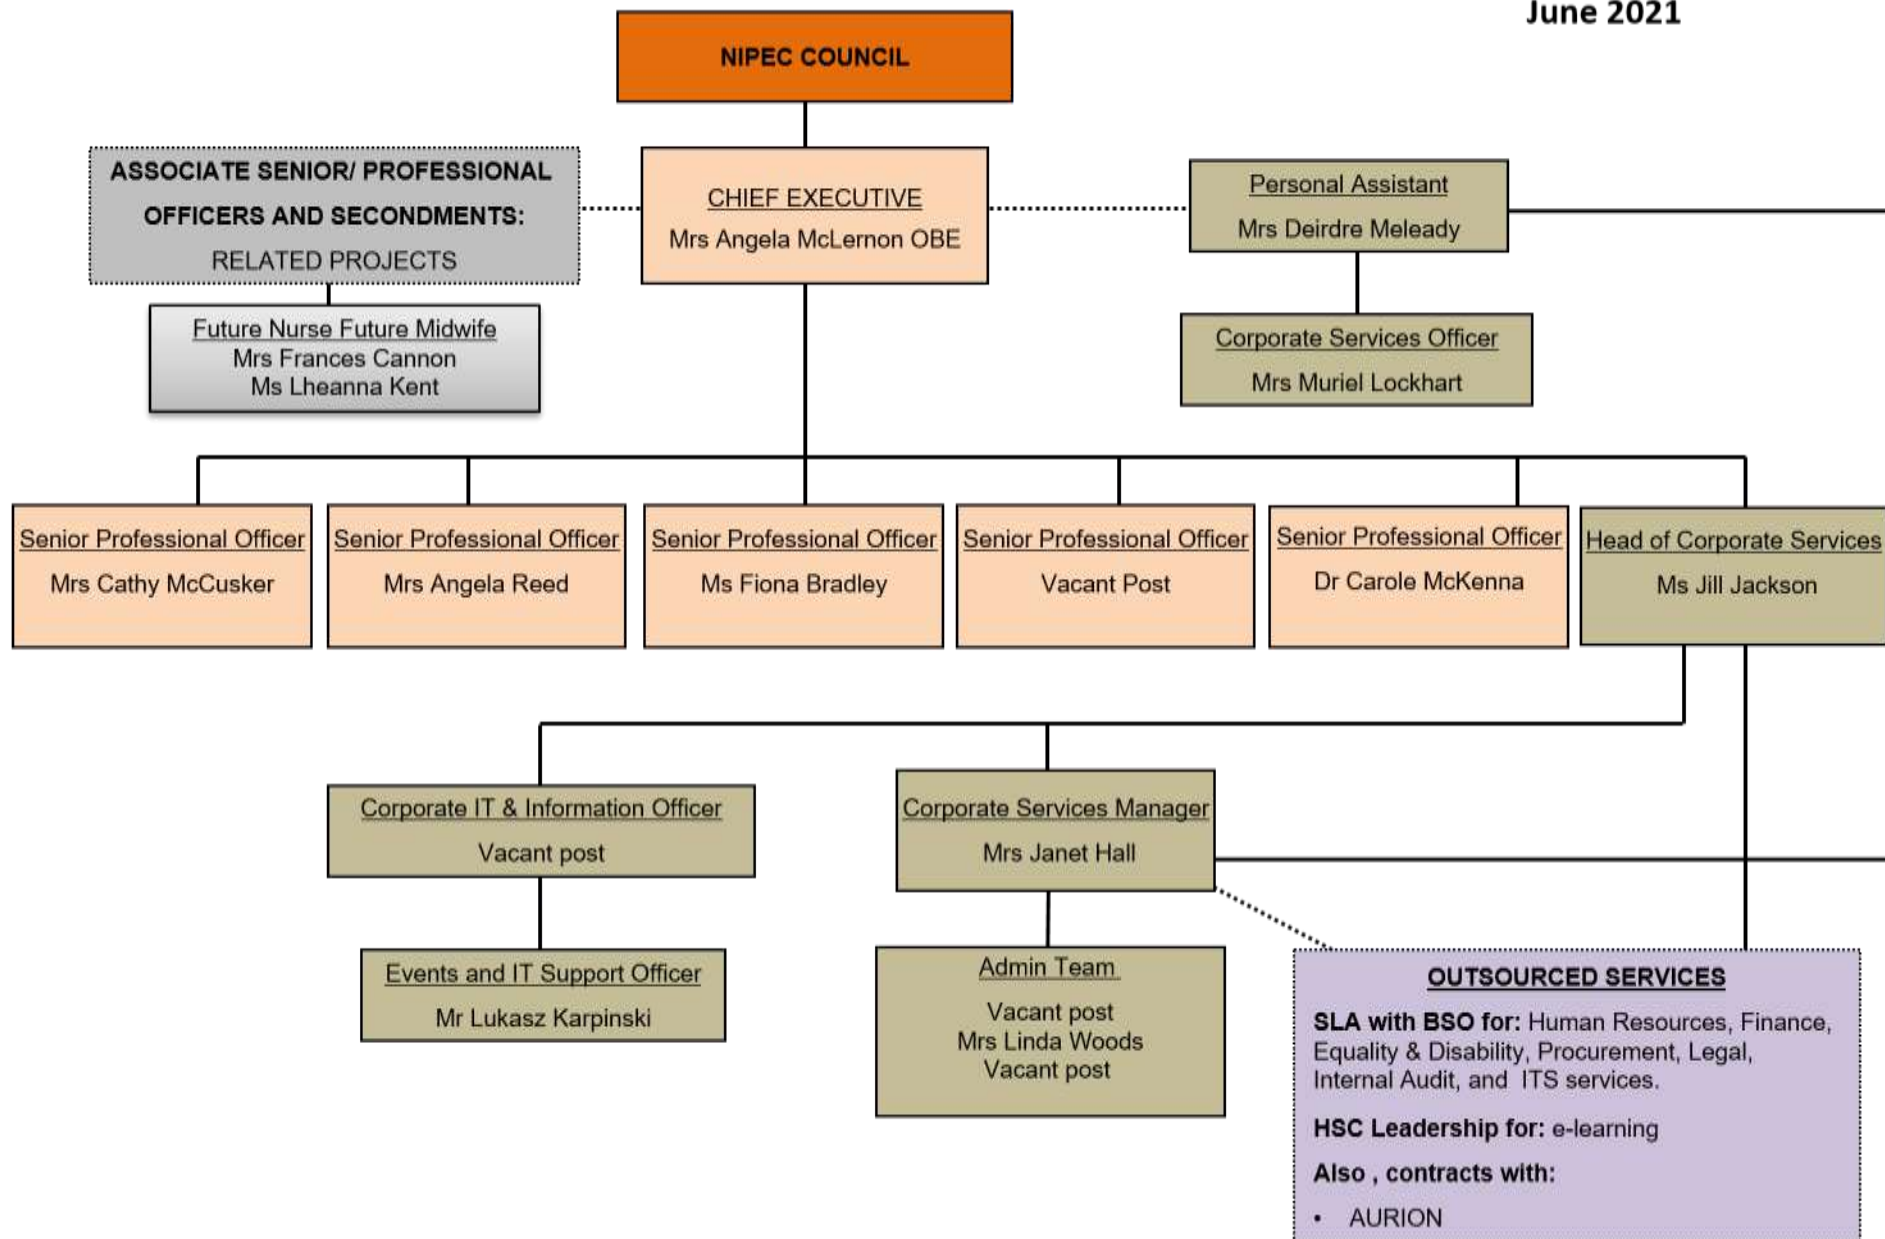 June 2021
NIPEC COUNCIL
ASSOCIATE SENIOR/ PROFESSIONAL
OFFICERS AND SECONDMENTS:
RELATED PROJECTS
CHIEF EXECUTIVE
Mrs Angela McLernon OBE
Personal Assistant
Mrs Deirdre Meleady
Future Nurse Future Midwife
Mrs Frances Cannon
Ms Lheanna Kent
Corporate Services Officer
Mrs Muriel Lockhart
Senior Professional Officer
Mrs Cathy McCusker
Senior Professional Officer
Mrs Angela Reed
Senior Professional Officer
Ms Fiona Bradley
Senior Professional Officer
Vacant Post
Senior Professional Officer
Dr Carole McKenna
Head of Corporate Services
Ms Jill Jackson
Corporate IT & Information Officer
Vacant post
Corporate Services Manager
Mrs Janet Hall
Events and IT Support Officer
Mr Lukasz Karpinski
Admin Team
Vacant post
Mrs Linda Woods
Vacant post
OUTSOURCED SERVICES
SLA with BSO for: Human Resources, Finance,
Equality & Disability, Procurement, Legal,
Internal Audit, and ITS services.
HSC Leadership for: e-learning
Also , contracts with:
• AURION